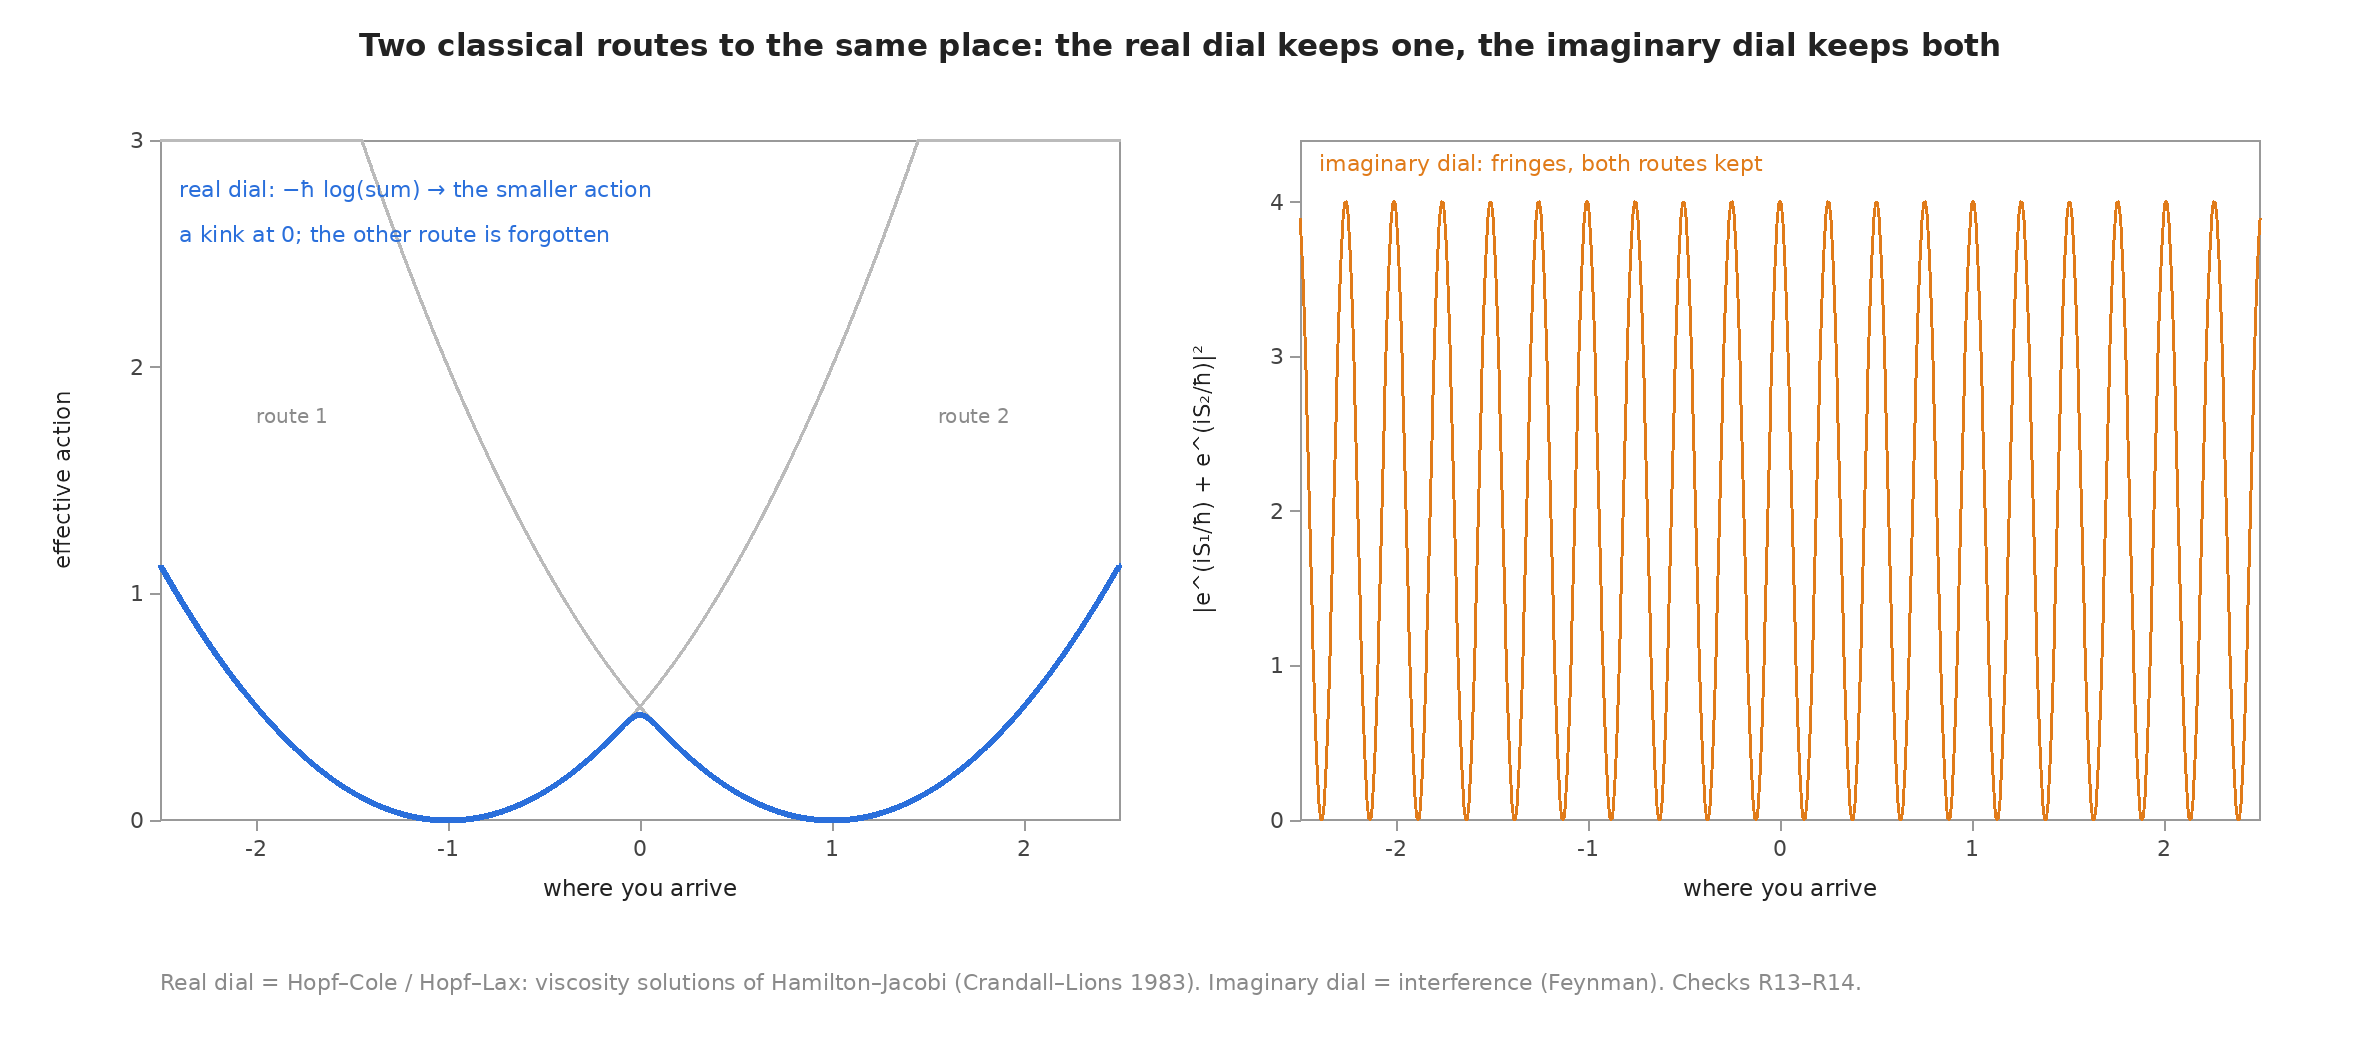 Two classical routes to the same place: the real dial keeps one, the imaginary dial keeps both
3
2
1
0
effective action
real dial: −ħ log(sum) → the smaller action
a kink at 0; the other route is forgotten
route 1
route 2
-2
-1
0
1
2
where you arrive
4
3
2
1
0
|e^(iS₁/ħ) + e^(iS₂/ħ)|²
imaginary dial: fringes, both routes kept
-2
-1
0
1
2
where you arrive
Real dial = Hopf–Cole / Hopf–Lax: viscosity solutions of Hamilton–Jacobi (Crandall–Lions 1983). Imaginary dial = interference (Feynman). Checks R13–R14.